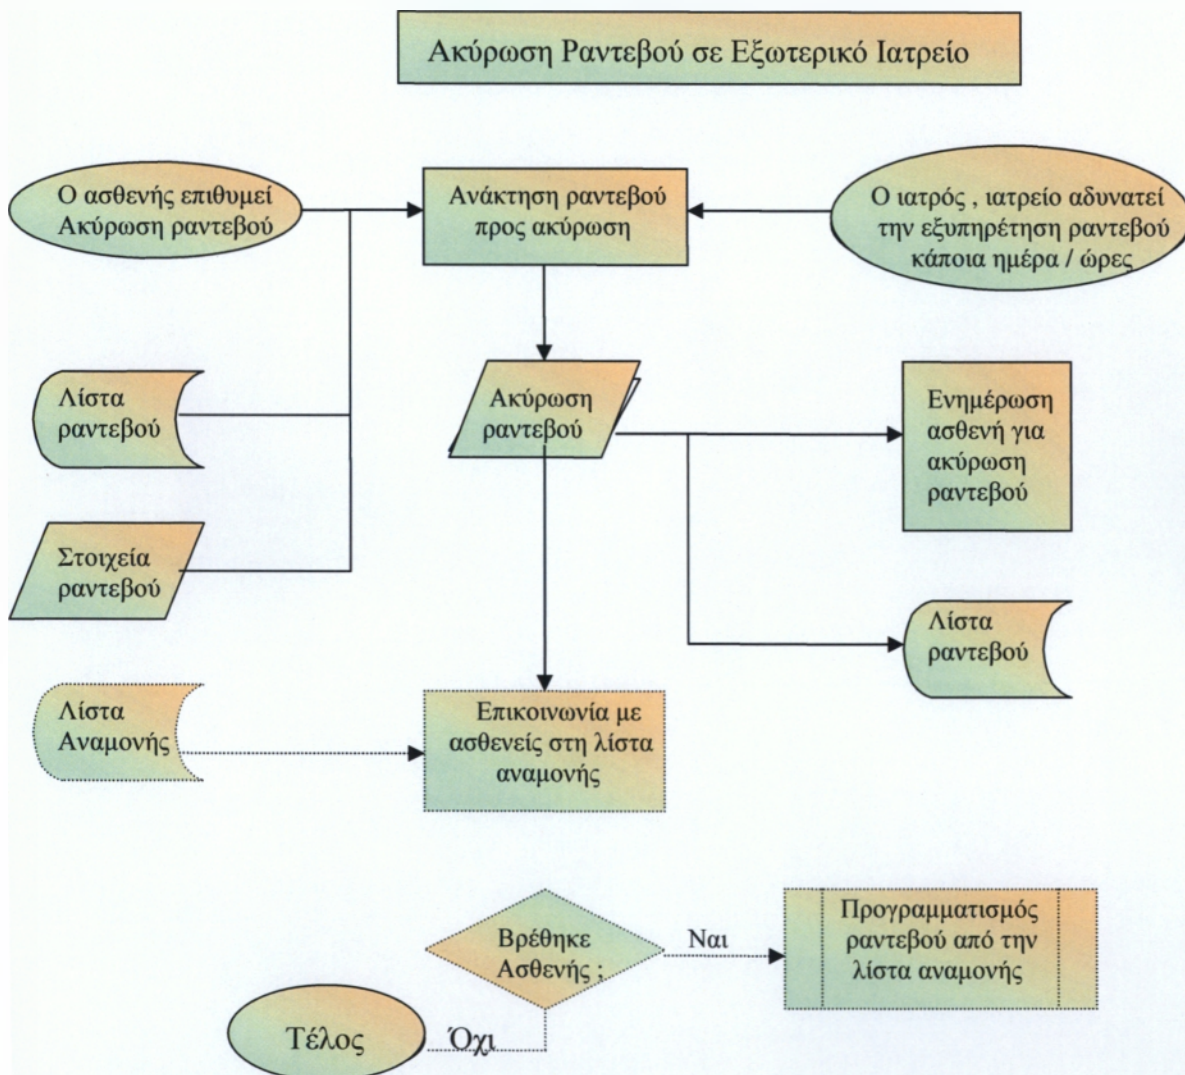 Ακύρωση Ραντεβού σε Εξωτερικό Ιατρείο
Ο ασθενής επιθυμεί
Ακύρωση ραντεβού
Ανάκτηση ραντεβού
προς ακύρωση
Ο ιατρός , ιατρείο αδυνατεί
την εξυπηρέτηση ραντεβού
κάποια ημέρα / ώρες
Λίστα
ραντεβού
Ακύρωση
ραντεβού
Ενημέρωση
ασθενή για
ακύρωση
ραντεβού
Στοιχεία
ραντεβού
Λίστα
ραντεβού
Λίστα
Αναμονής
Επικοινωνία με
ασθενείς στη λίστα
αναμονής
Βρέθηκε
Ασθενής ;
Ναι
Προγραμματισμός
ραντεβού από την
λίστα αναμονής
Τέλος
Όχι